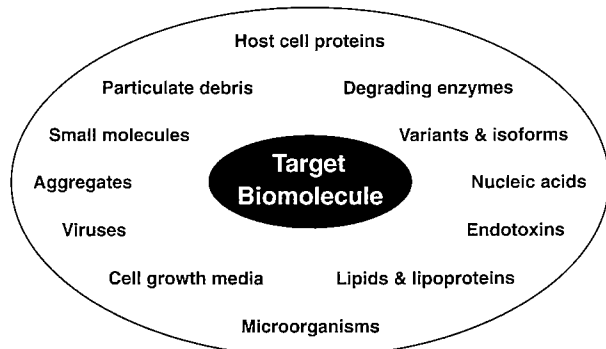 Host cell proteins
Particulate debris
Degrading enzymes
Small molecules
Variants & isoforms
Target
Biomolecule
Aggregates
Nucleic acids
Viruses
Endotoxins
Cell growth media
Lipids & lipoproteins
Microorganisms